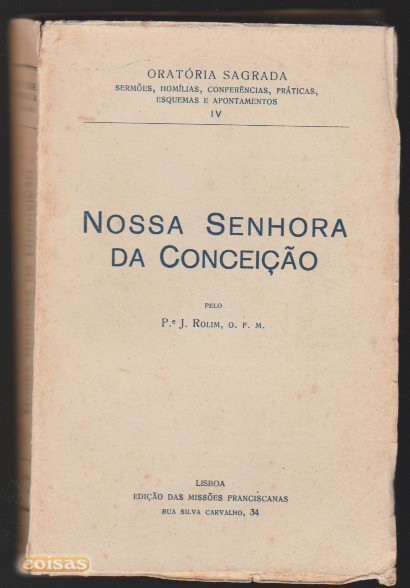 ORATÓRIA SAGRADA
SERMÕES, HOMÍLIAS, CONFERÊNCIAS, PRÁTICAS,
ESQUEMAS E APONTAMENTOS
IV
NOSSA SENHORA
DA CONCEIÇÃO
PELO
P.e J. ROLIM, O. F. M.
LISBOA
EDIÇÃO DAS MISSÕES FRANCISCANAS
RUA SILVA CARVALHO, 34
coisas